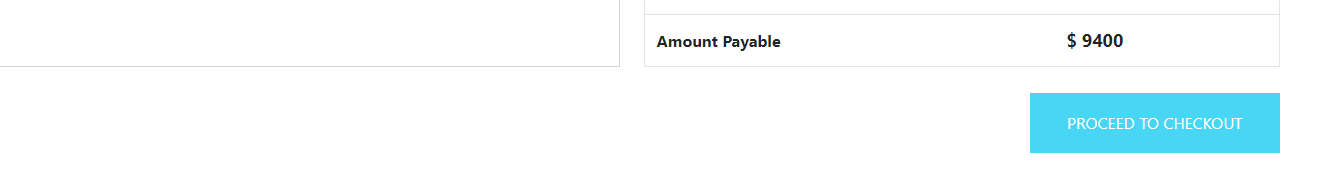 Amount Payable $ 9400
PROCEED TO CHECKOUT